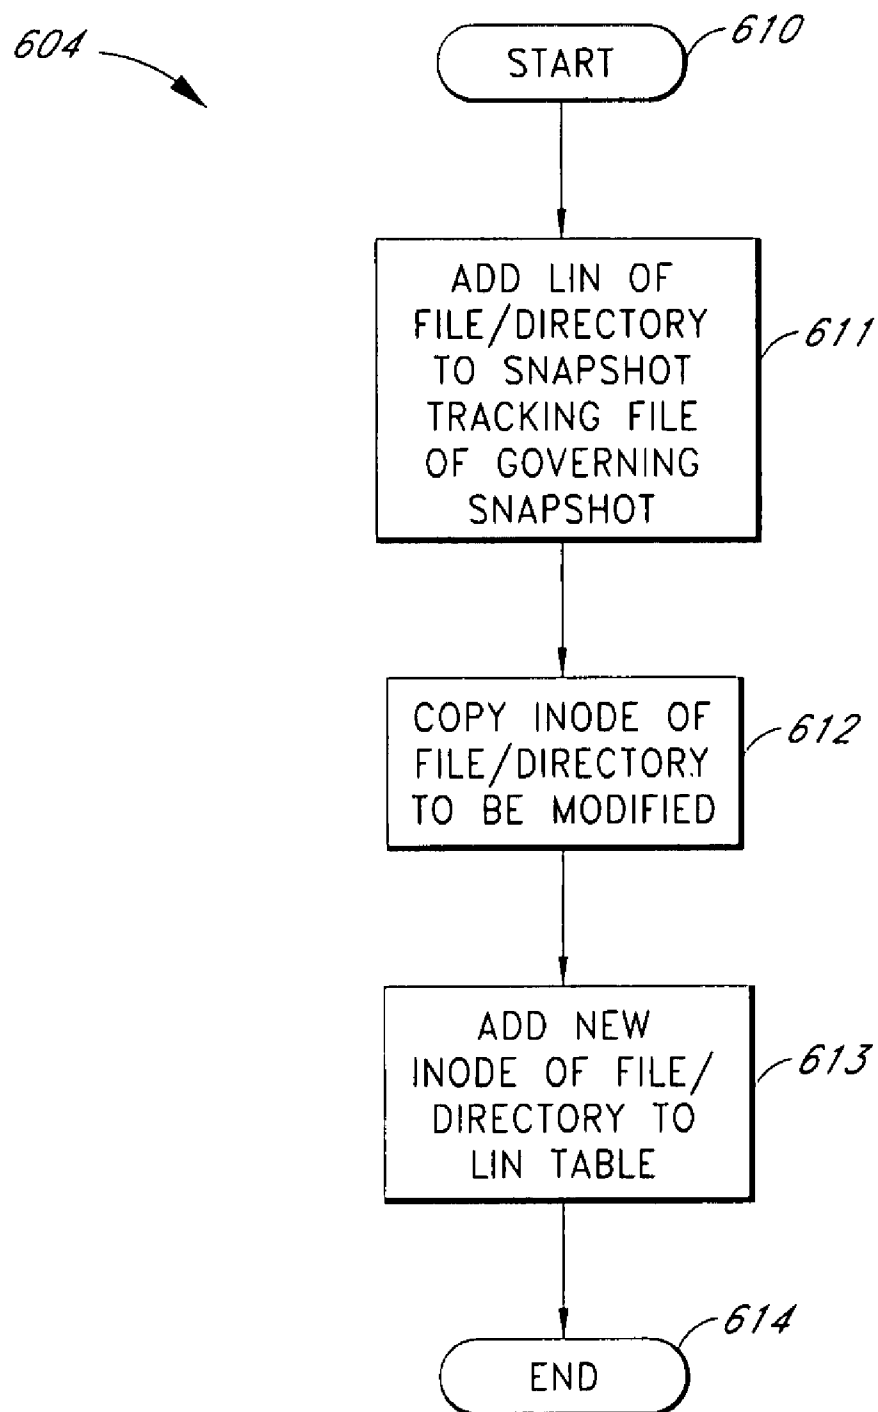 604
START
610
ADD LIN OF
FILE/DIRECTORY
TO SNAPSHOT
TRACKING FILE
OF GOVERNING
SNAPSHOT
611
COPY INODE OF
FILE/DIRECTORY
TO BE MODIFIED
612
ADD NEW
INODE OF FILE/
DIRECTORY TO
LIN TABLE
613
END
614